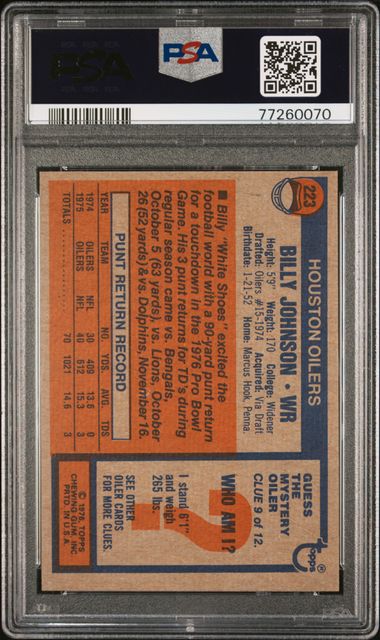 PSA
PSA
77260070
223
HOUSTON OILERS
BILLY JOHNSON • WR
Height: 5'9" Weight: 170 College: Widener
Drafted: Oilers #15-1974 Acquired: Via Draft
Birthdate: 1-21-52 Home: Marcus Hook, Penna.
■ Billy "White Shoes" excited the
football world with a 90-yard punt return
for a touchdown in the 1976 Pro Bowl
Game. His 3 punt returns for TD's during
regular season came vs. Bengals,
October 5 (63 yards), vs. Lions, October
26 (52 yards) & vs. Dolphins, November 16.
PUNT RETURN RECORD
YEAR TEAM NO. YDS. AVG. TDS
1974 OILERS NFL 30 409 13.6 0
1975 OILERS NFL 40 612 15.3 3
TOTALS 70 1021 14.6 3
topps®
GUESS
THE
MYSTERY
OILER
CLUE 9 of 12.
?
WHO AM I?
I stand 6'1"
and weigh
265 lbs.
SEE OTHER
OILER CARDS
FOR MORE CLUES.
© 1976, TOPPS
CHEWING GUM, INC.
PRTD. IN U.S.A.